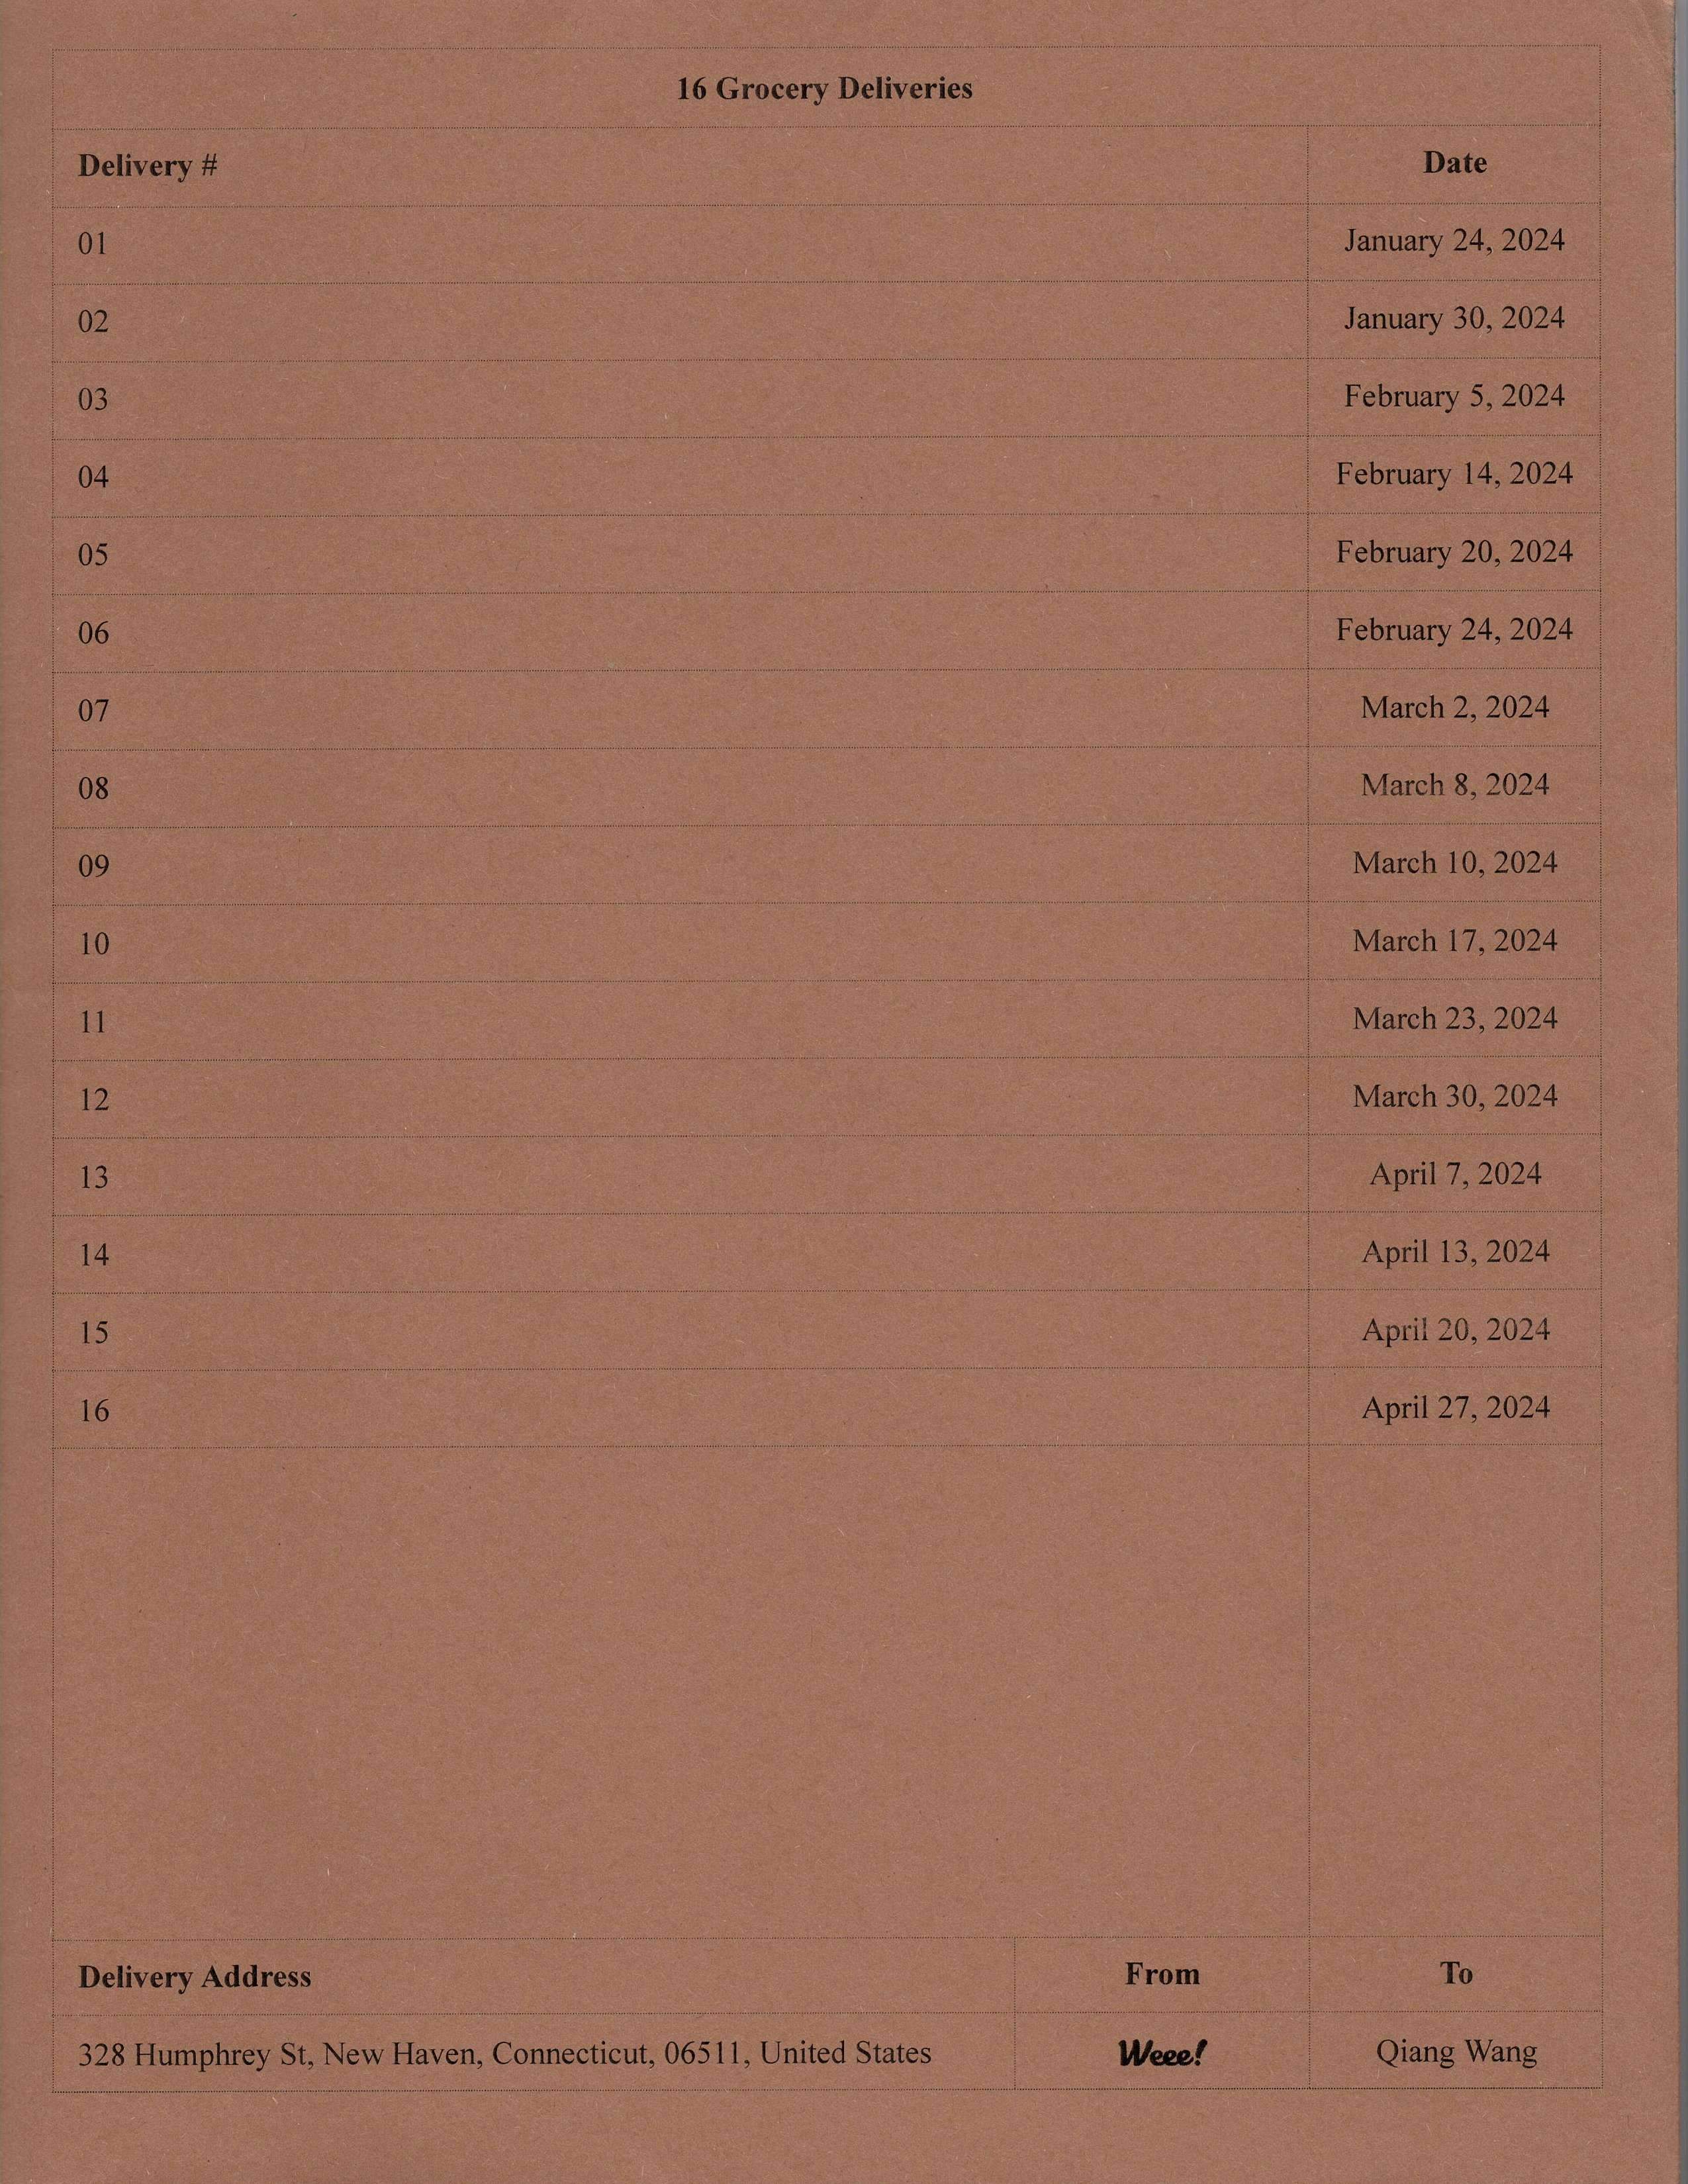 16 Grocery Deliveries
Delivery # Date
01 January 24, 2024
02 January 30, 2024
03 February 5, 2024
04 February 14, 2024
05 February 20, 2024
06 February 24, 2024
07 March 2, 2024
08 March 8, 2024
09 March 10, 2024
10 March 17, 2024
11 March 23, 2024
12 March 30, 2024
13 April 7, 2024
14 April 13, 2024
15 April 20, 2024
16 April 27, 2024
Delivery Address From To
328 Humphrey St, New Haven, Connecticut, 06511, United States Weee! Qiang Wang